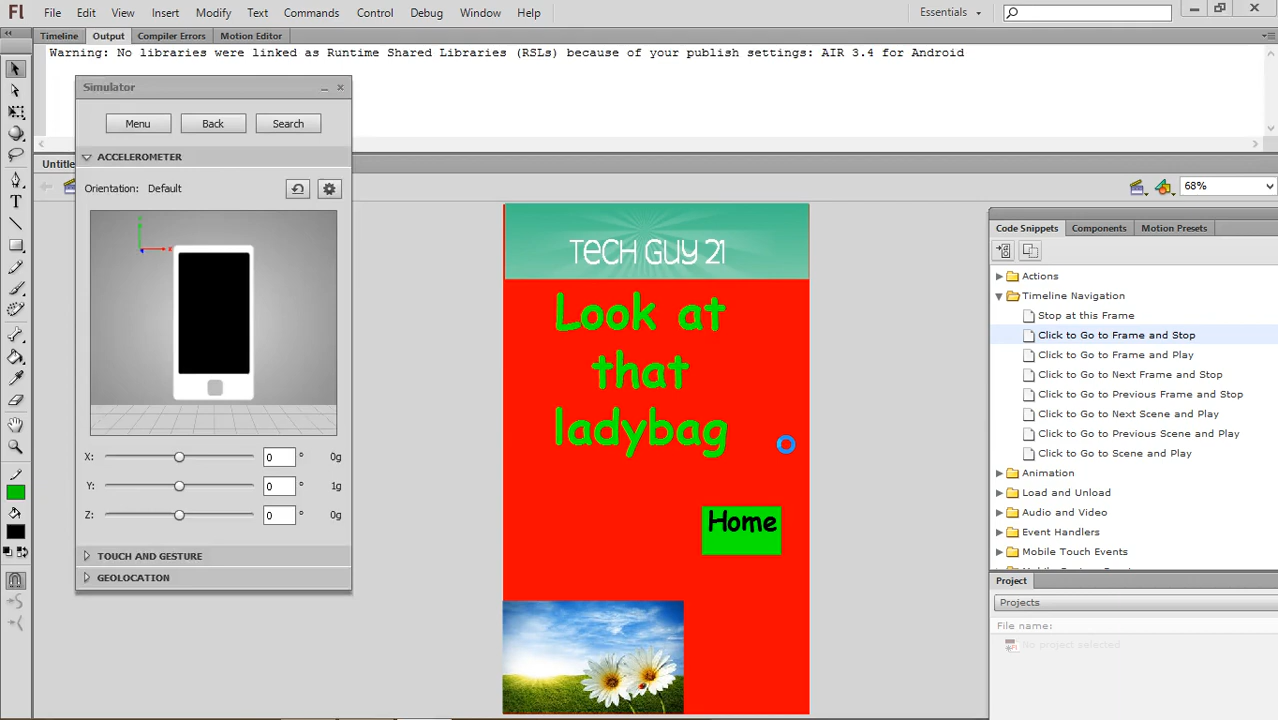 Fl File Edit View Insert Modify Text Commands Control Debug Window Help Essentials
Timeline Output Compiler Errors Motion Editor
Warning: No libraries were linked as Runtime Shared Libraries (RSLs) because of your publish settings: AIR 3.4 for Android
Simulator
Menu Back Search
ACCELEROMETER
Orientation: Default
y
x
X: 0 ° 0g
Y: 0 ° 1g
Z: 0 ° 0g
TOUCH AND GESTURE
GEOLOCATION
68%
TECH GUY 21
Look at
that
ladybag
Home
Code Snippets Components Motion Presets
Actions
Timeline Navigation
Stop at this Frame
Click to Go to Frame and Stop
Click to Go to Frame and Play
Click to Go to Next Frame and Stop
Click to Go to Previous Frame and Stop
Click to Go to Next Scene and Play
Click to Go to Previous Scene and Play
Click to Go to Scene and Play
Animation
Load and Unload
Audio and Video
Event Handlers
Mobile Touch Events
Project
Projects
File name:
No project selected